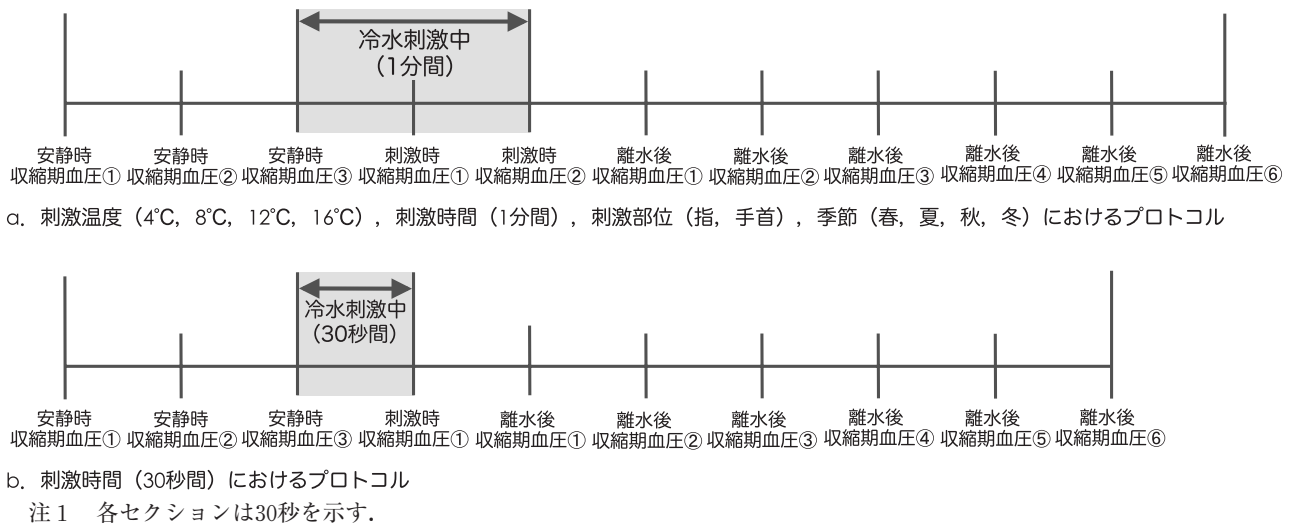 冷水刺激中
（1分間）
安静時 安静時 安静時 刺激時 刺激時 離水後 離水後 離水後 離水後 離水後 離水後
収縮期血圧① 収縮期血圧② 収縮期血圧③ 収縮期血圧① 収縮期血圧② 収縮期血圧① 収縮期血圧② 収縮期血圧③ 収縮期血圧④ 収縮期血圧⑤ 収縮期血圧⑥
a．刺激温度（4℃，8℃，12℃，16℃），刺激時間（1分間），刺激部位（指，手首），季節（春，夏，秋，冬）におけるプロトコル
冷水刺激中
（30秒間）
安静時 安静時 安静時 刺激時 離水後 離水後 離水後 離水後 離水後 離水後
収縮期血圧① 収縮期血圧② 収縮期血圧③ 収縮期血圧① 収縮期血圧① 収縮期血圧② 収縮期血圧③ 収縮期血圧④ 収縮期血圧⑤ 収縮期血圧⑥
b．刺激時間（30秒間）におけるプロトコル
注１　各セクションは30秒を示す．